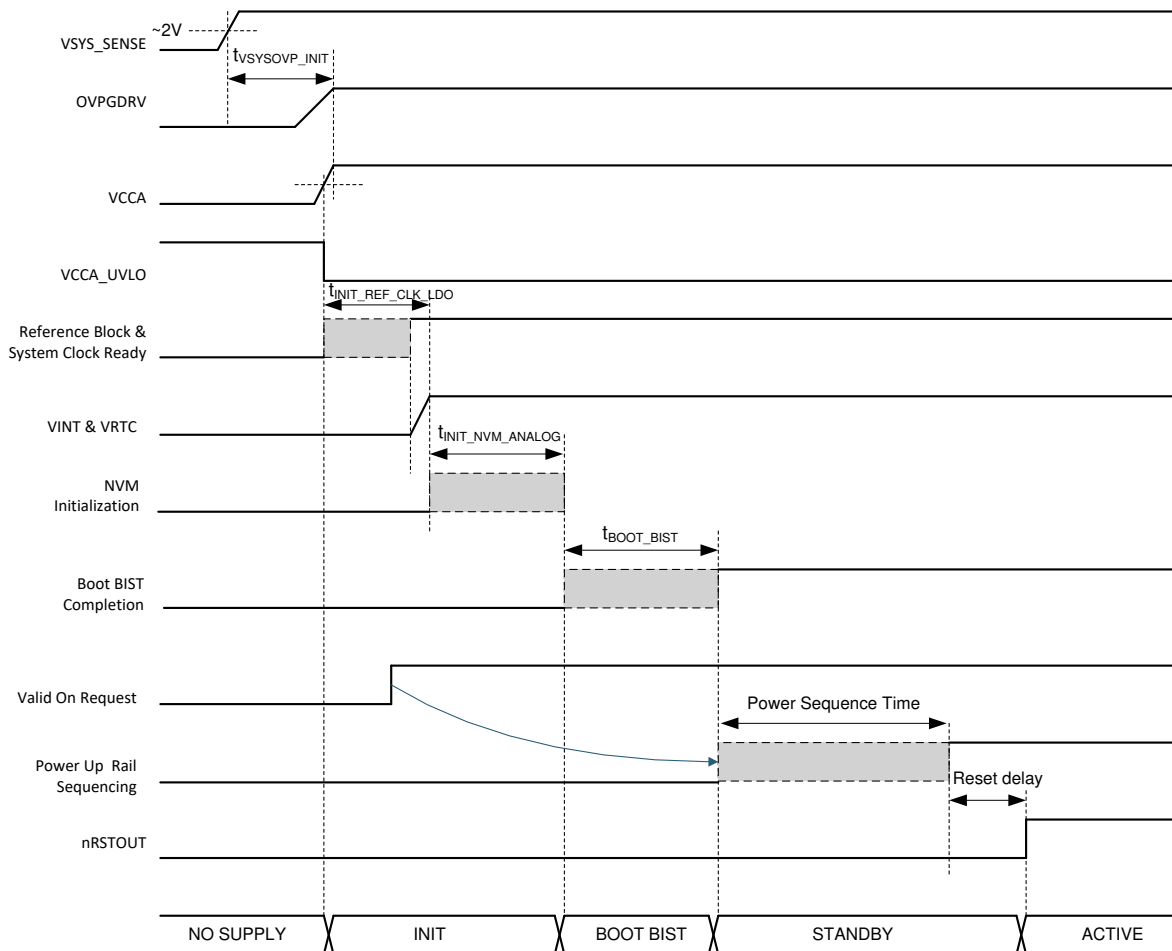 ~2V
VSYS_SENSE
tVSYSOVP_INIT
OVPGDRV
VCCA
VCCA_UVLO
tINIT_REF_CLK_LDO
Reference Block &
System Clock Ready
VINT & VRTC
tINIT_NVM_ANALOG
NVM
Initialization
tBOOT_BIST
Boot BIST
Completion
Valid On Request
Power Sequence Time
Power Up Rail
Sequencing
Reset delay
nRSTOUT
NO SUPPLY
INIT
BOOT BIST
STANDBY
ACTIVE